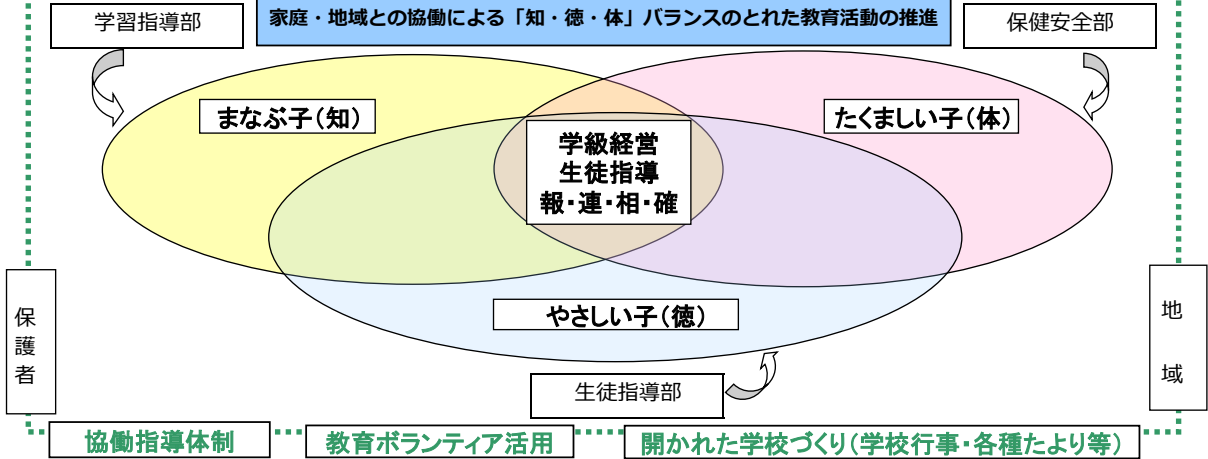 家庭・地域との協働による「知・徳・体」バランスのとれた教育活動の推進
学習指導部
保健安全部
まなぶ子(知)
たくましい子(体)
学級経営
生徒指導
報・連・相・確
やさしい子(徳)
保護者
地域
生徒指導部
協働指導体制
教育ボランティア活用
開かれた学校づくり(学校行事・各種たより等)